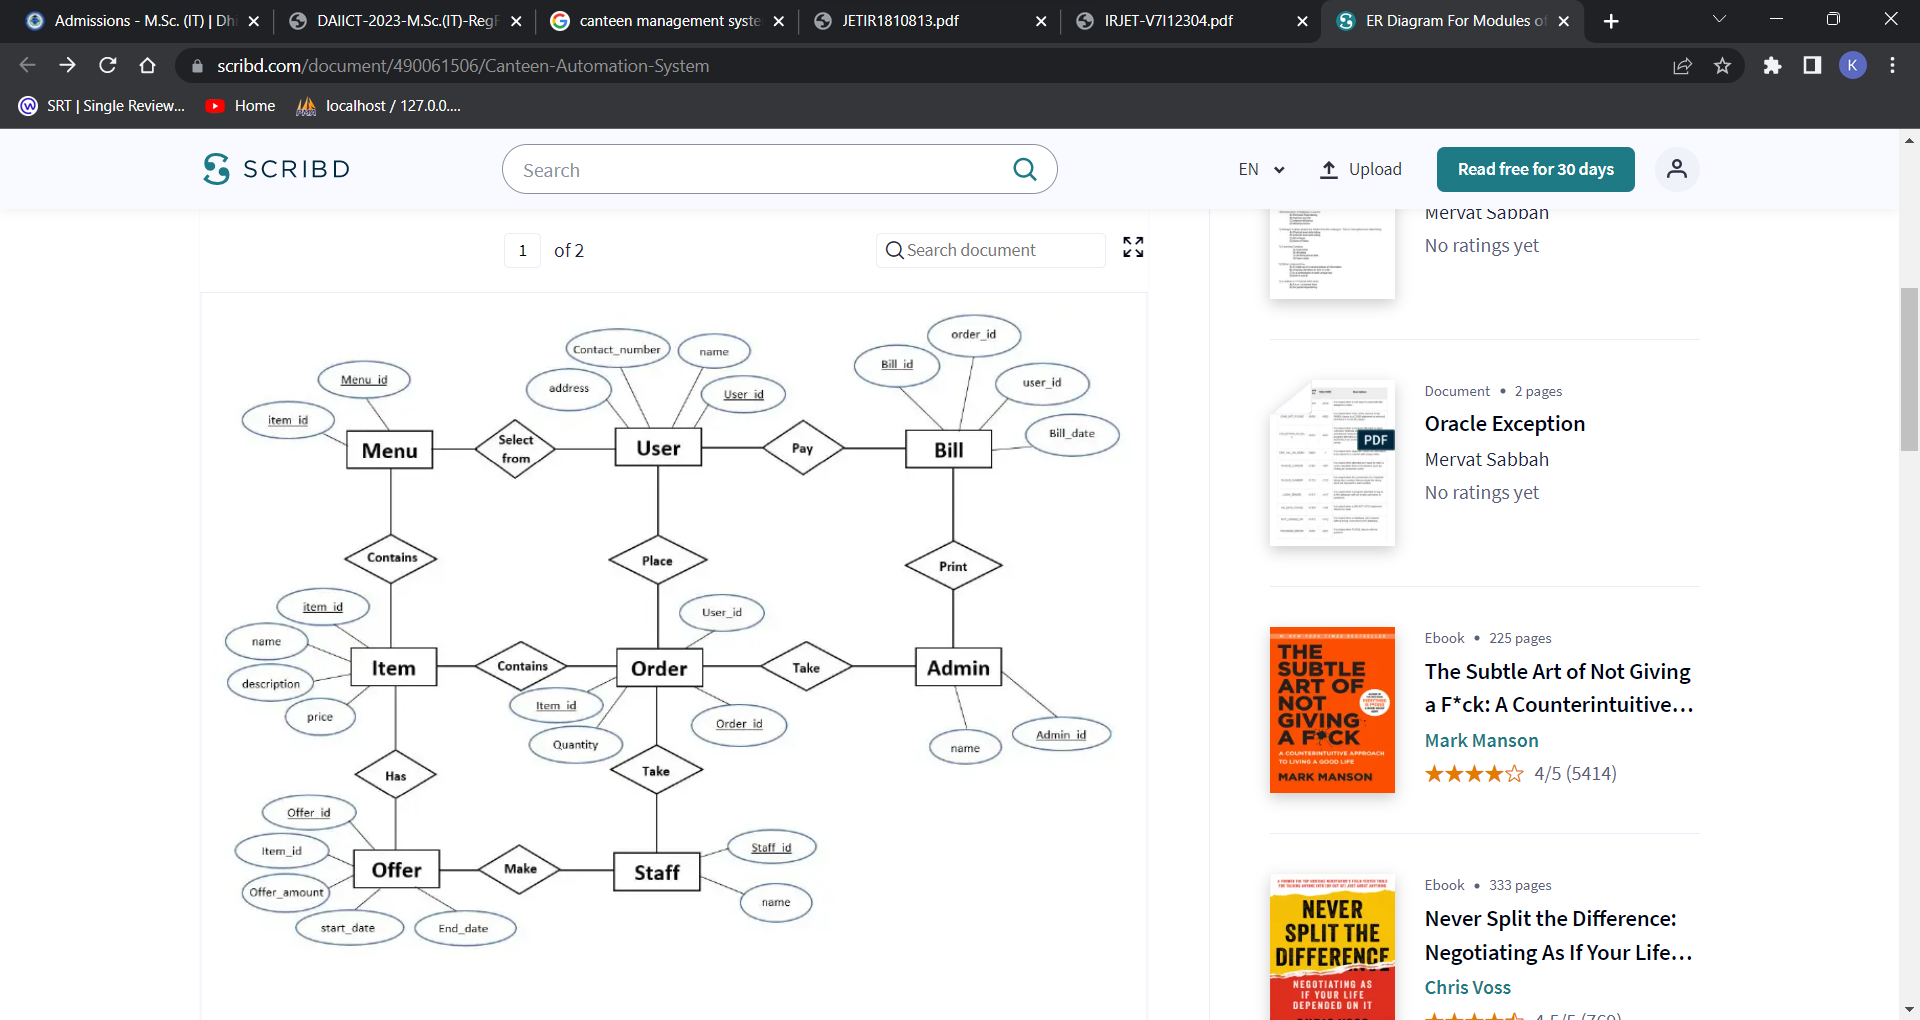 Admissions - M.Sc. (IT) | Dh
DAIICT-2023-M.Sc.(IT)-RegF
canteen management syste
JETIR1810813.pdf
IRJET-V7I12304.pdf
ER Diagram For Modules of
scribd.com/document/490061506/Canteen-Automation-System
K
SRT | Single Review...
Home
localhost / 127.0.0....
SCRIBD
Search
EN
Upload
Read free for 30 days
1 of 2
Search document
Mervat Sabbah
No ratings yet
order_id
Contact_number
name
Bill_id
Menu_id
address
User_id
user_id
item_id
Bill_date
Menu
Select
from
User
Pay
Bill
Contains
Place
Print
item_id
User_id
name
Item
Contains
Order
Take
Admin
description
Item_id
price
Order_id
Quantity
name
Admin_id
Has
Take
Offer_id
Item_id
Staff_id
Offer
Make
Staff
Offer_amount
name
start_date
End_date
Document • 2 pages
Oracle Exception
PDF
Mervat Sabbah
No ratings yet
Ebook • 225 pages
The Subtle Art of Not Giving
a F*ck: A Counterintuitive...
Mark Manson
4/5 (5414)
THE
SUBTLE
ART OF
NOT
GIVING
A F*CK
A COUNTERINTUITIVE APPROACH
TO LIVING A GOOD LIFE
MARK MANSON
Ebook • 333 pages
Never Split the Difference:
Negotiating As If Your Life...
Chris Voss
NEVER
SPLIT THE
DIFFERENCE
NEGOTIATING AS
IF YOUR LIFE
DEPENDED ON IT